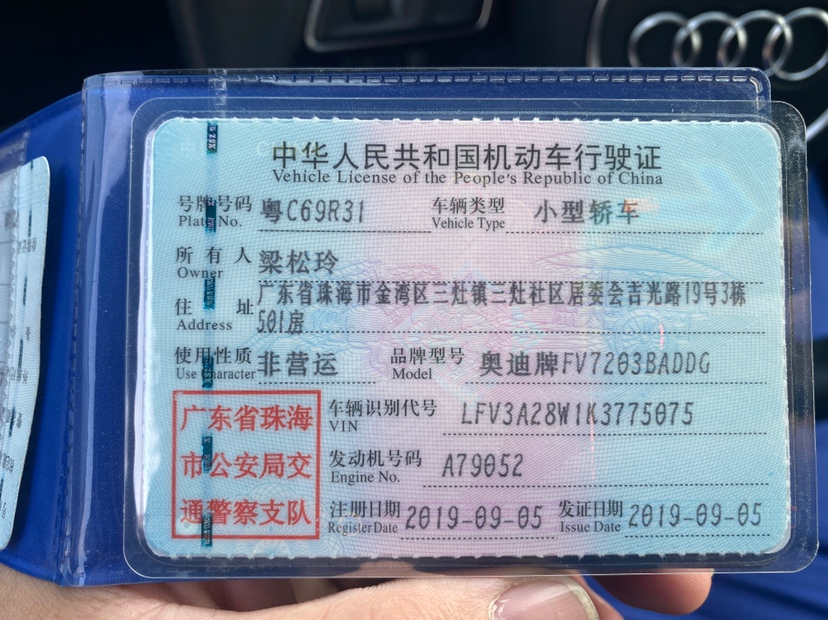 中华人民共和国机动车行驶证
Vehicle License of the People's Republic of China
号牌号码 粤C69R31 车辆类型 小型轿车
Plate No. Vehicle Type
所有人 梁松玲
Owner
住址 广东省珠海市金湾区三灶镇三灶社区居委会吉光路19号3栋
Address 501房
使用性质 非营运 品牌型号 奥迪牌FV7203BADDG
Use Character Model
广东省珠海
市公安局交
通警察支队
车辆识别代号 LFV3A28W1K3775075
VIN
发动机号码 A79052
Engine No.
注册日期 2019-09-05 发证日期 2019-09-05
Register Date Issue Date